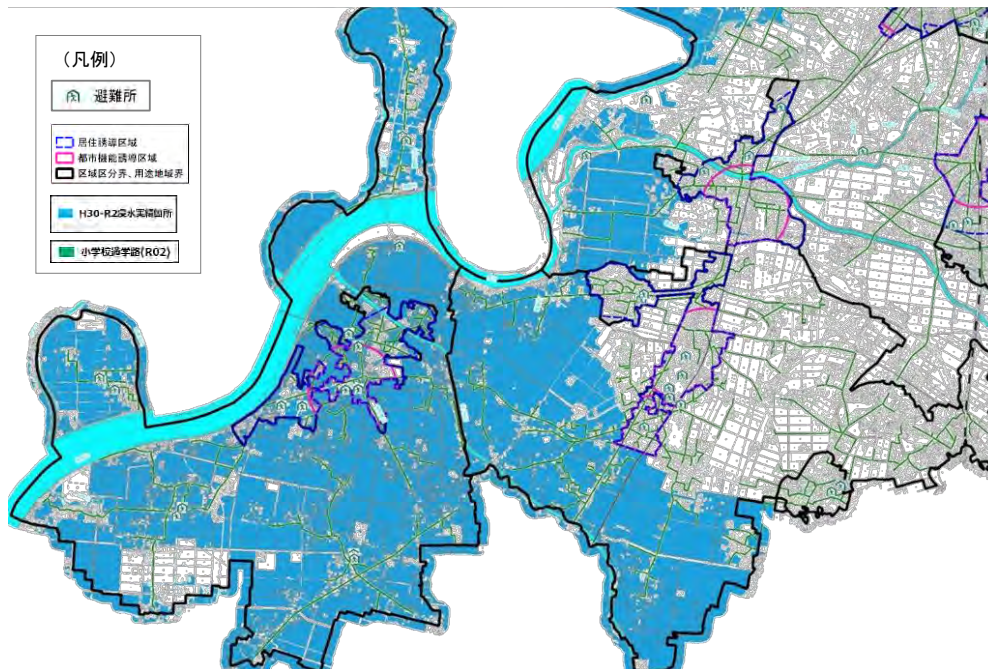 （凡例）
避難所
居住誘導区域
都市機能誘導区域
区域区分界、用途地域界
H30-R2浸水実績箇所
小学校通学路(R02)